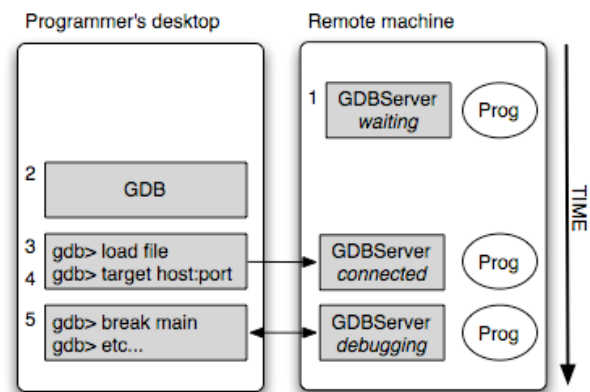 Programmer's desktop
Remote machine
1
GDBServer
waiting
Prog
2
GDB
TIME
3
gdb> load file
4
gdb> target host:port
GDBServer
connected
Prog
5
gdb> break main
gdb> etc...
GDBServer
debugging
Prog